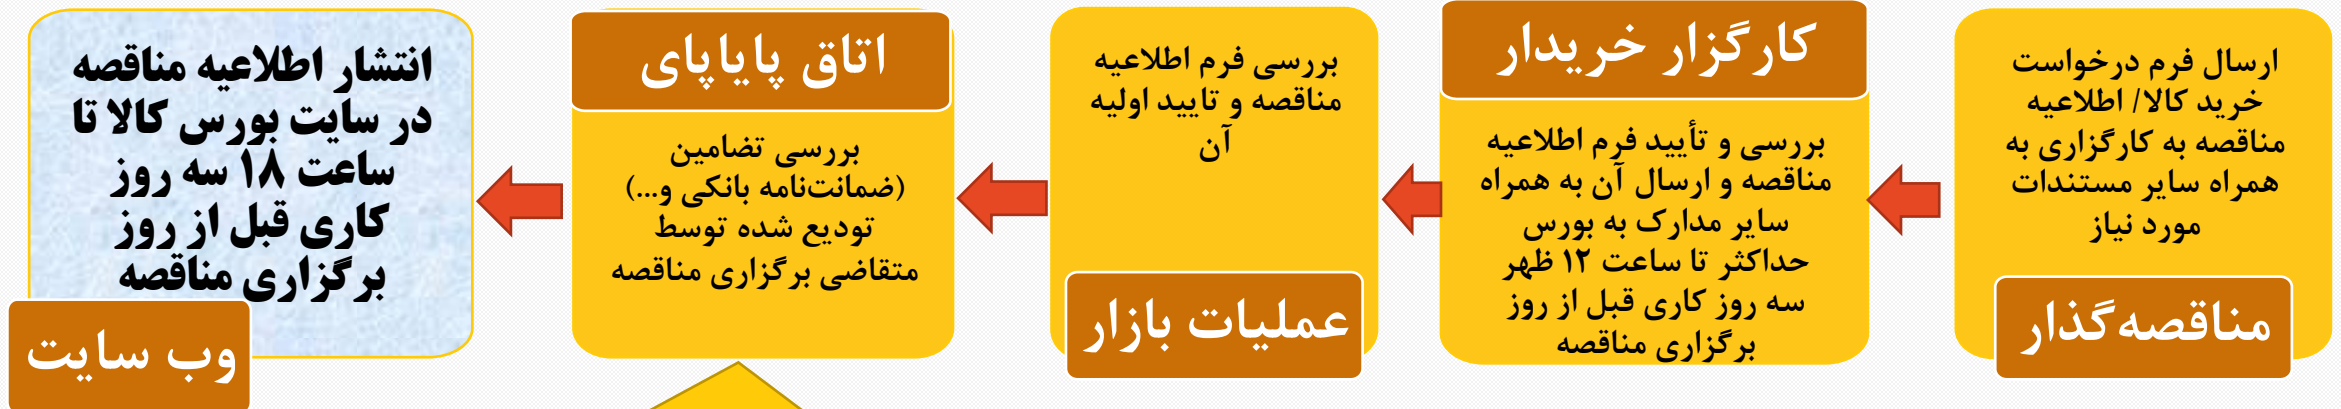 ارسال فرم درخواست
خرید کالا/ اطلاعیه
مناقصه به کارگزاری به
همراه سایر مستندات
مورد نیاز
مناقصه‌گذار
کارگزار خریدار
بررسی و تأیید فرم اطلاعیه
مناقصه و ارسال آن به همراه
سایر مدارک به بورس
حداکثر تا ساعت ۱۲ ظهر
سه روز کاری قبل از روز
برگزاری مناقصه
بررسی فرم اطلاعیه
مناقصه و تایید اولیه
آن
عملیات بازار
اتاق پایاپای
بررسی تضامین
(ضمانت‌نامه بانکی و...)
تودیع شده توسط
متقاضی برگزاری مناقصه
انتشار اطلاعیه مناقصه
در سایت بورس کالا تا
ساعت ۱۸ سه روز
کاری قبل از روز
برگزاری مناقصه
وب سایت